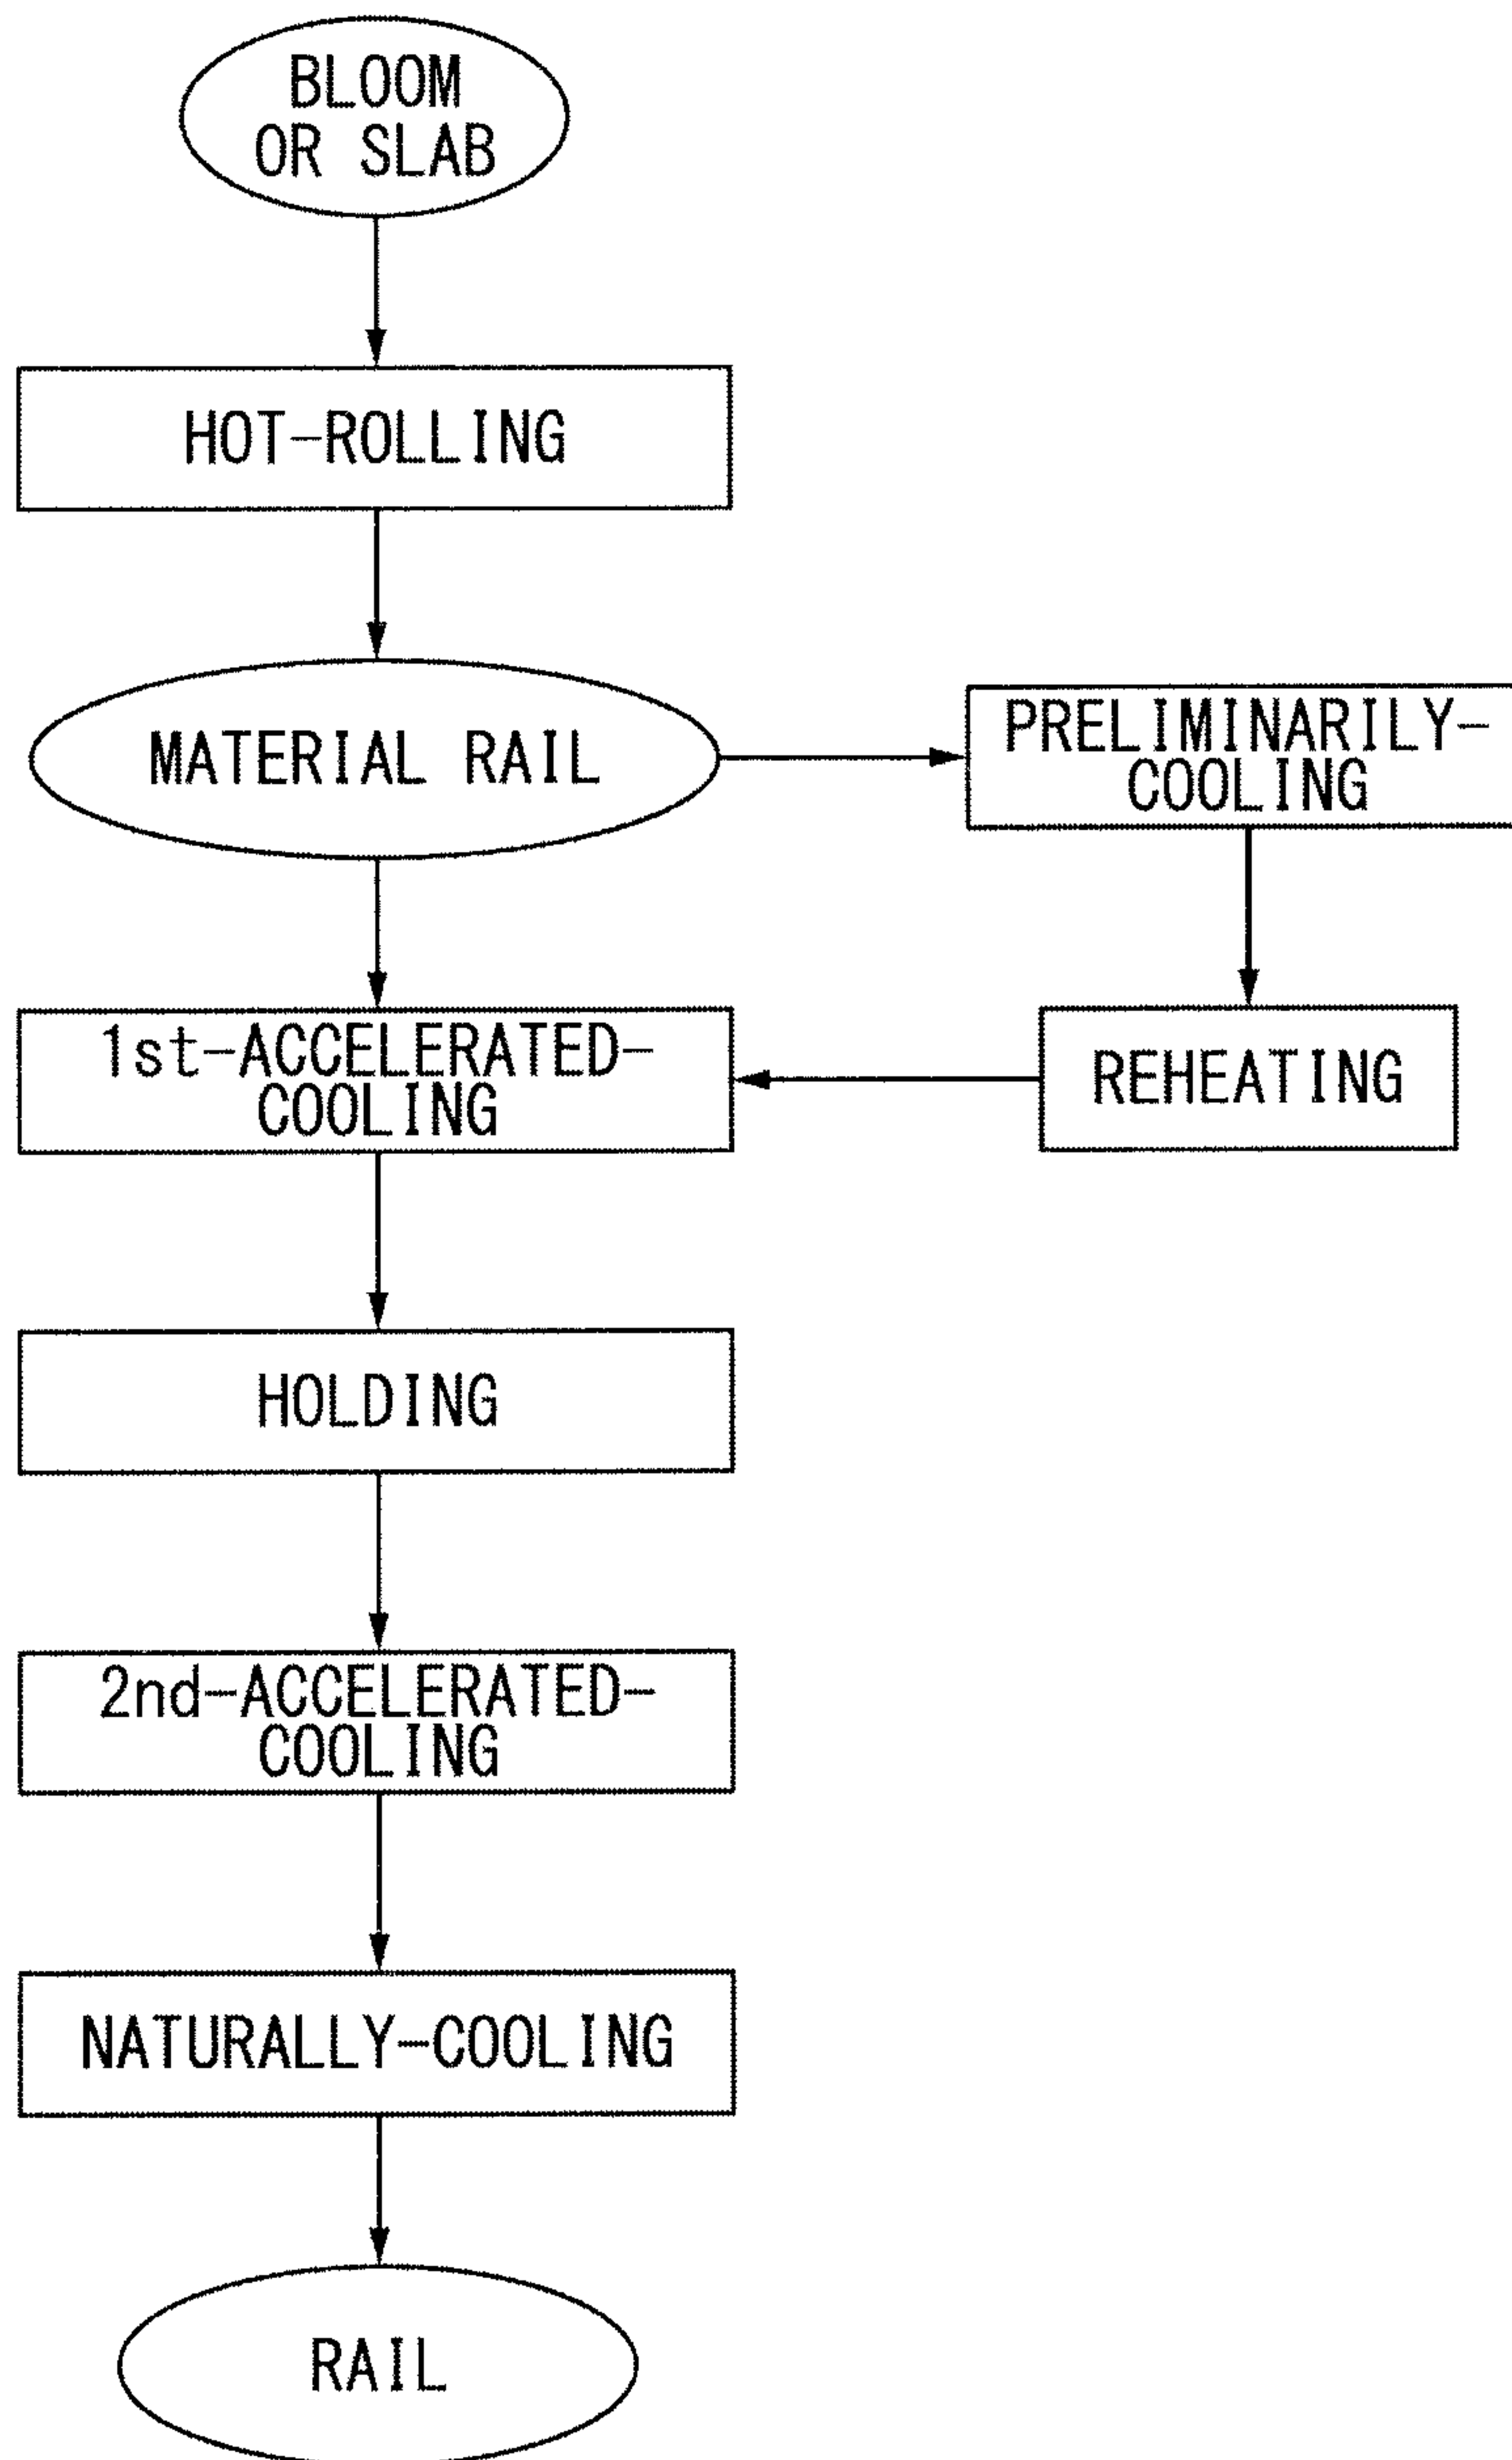 BLOOM
OR SLAB
HOT-ROLLING
MATERIAL RAIL
PRELIMINARILY-
COOLING
1st-ACCELERATED-
COOLING
REHEATING
HOLDING
2nd-ACCELERATED-
COOLING
NATURALLY-COOLING
RAIL